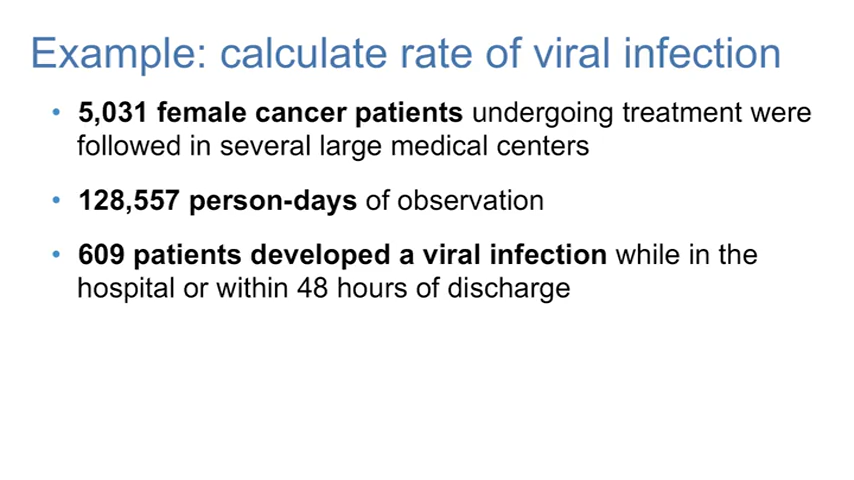 Example: calculate rate of viral infection
• 5,031 female cancer patients undergoing treatment were
followed in several large medical centers
• 128,557 person-days of observation
• 609 patients developed a viral infection while in the
hospital or within 48 hours of discharge